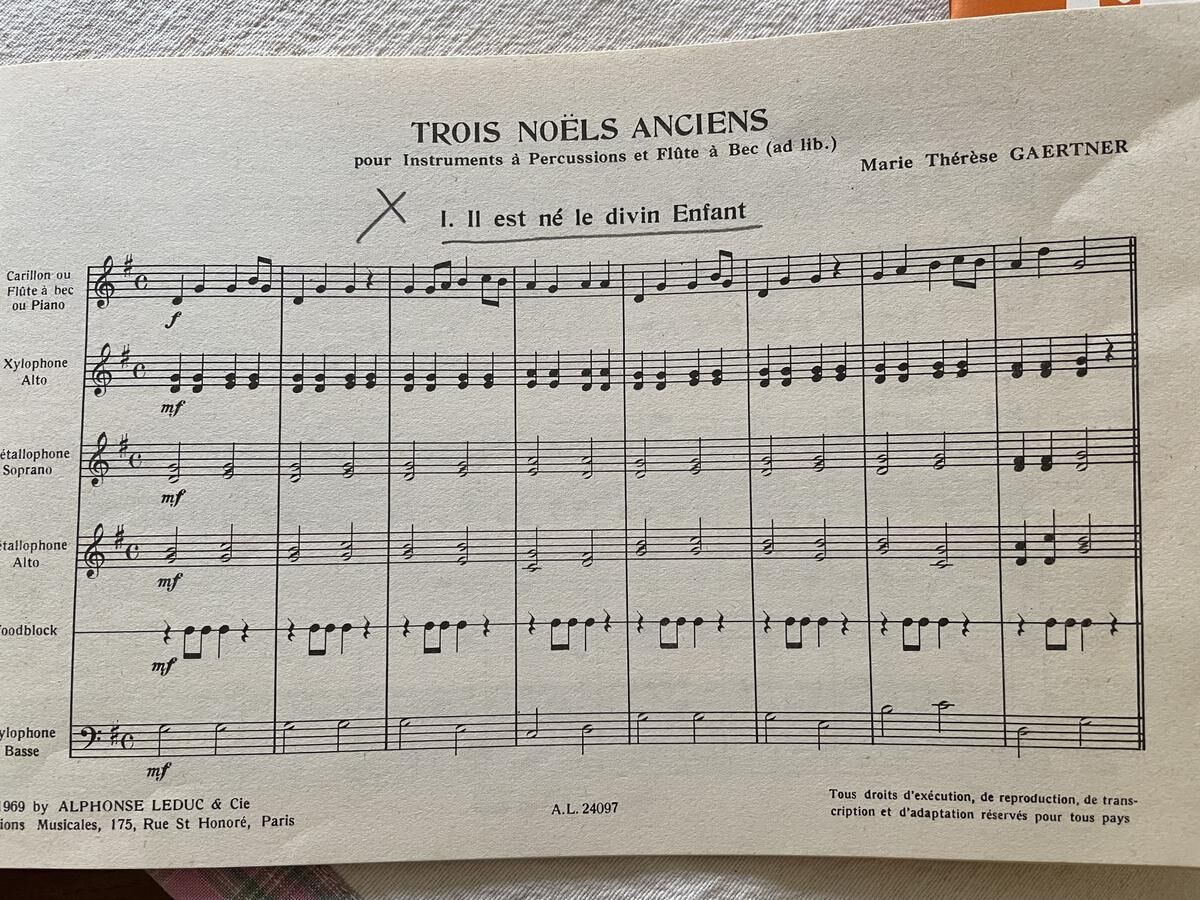 TROIS NOËLS ANCIENS
pour Instruments à Percussions et Flûte à Bec (ad lib.)
Marie Thérèse GAERTNER
I. Il est né le divin Enfant
Carillon ou
Flûte à bec
ou Piano
f
Xylophone
Alto
mf
étallophone
Soprano
mf
étallophone
Alto
mf
oodblock
mf
ylophone
Basse
mf
1969 by ALPHONSE LEDUC & Cie
ions Musicales, 175, Rue St Honoré, Paris
A.L. 24097
Tous droits d'exécution, de reproduction, de trans-
cription et d'adaptation réservés pour tous pays